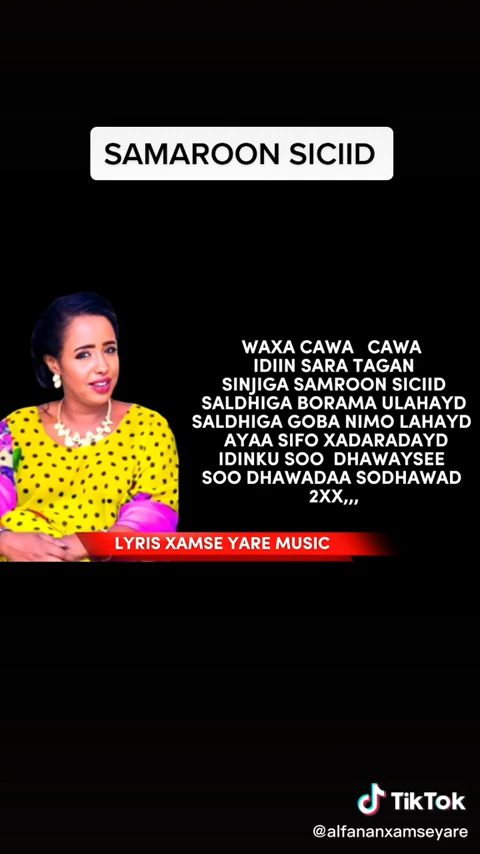 SAMAROON SICIID
WAXA CAWA CAWA
IDIIN SARA TAGAN
SINJIGA SAMROON SICIID
SALDHIGA BORAMA ULAHAYD
SALDHIGA GOBA NIMO LAHAYD
AYAA SIFO XADARADAYD
IDINKU SOO DHAWAYSEE
SOO DHAWADAA SODHAWAD
2XX,,,
LYRIS XAMSE YARE MUSIC
TikTok
@alfananxamseyare